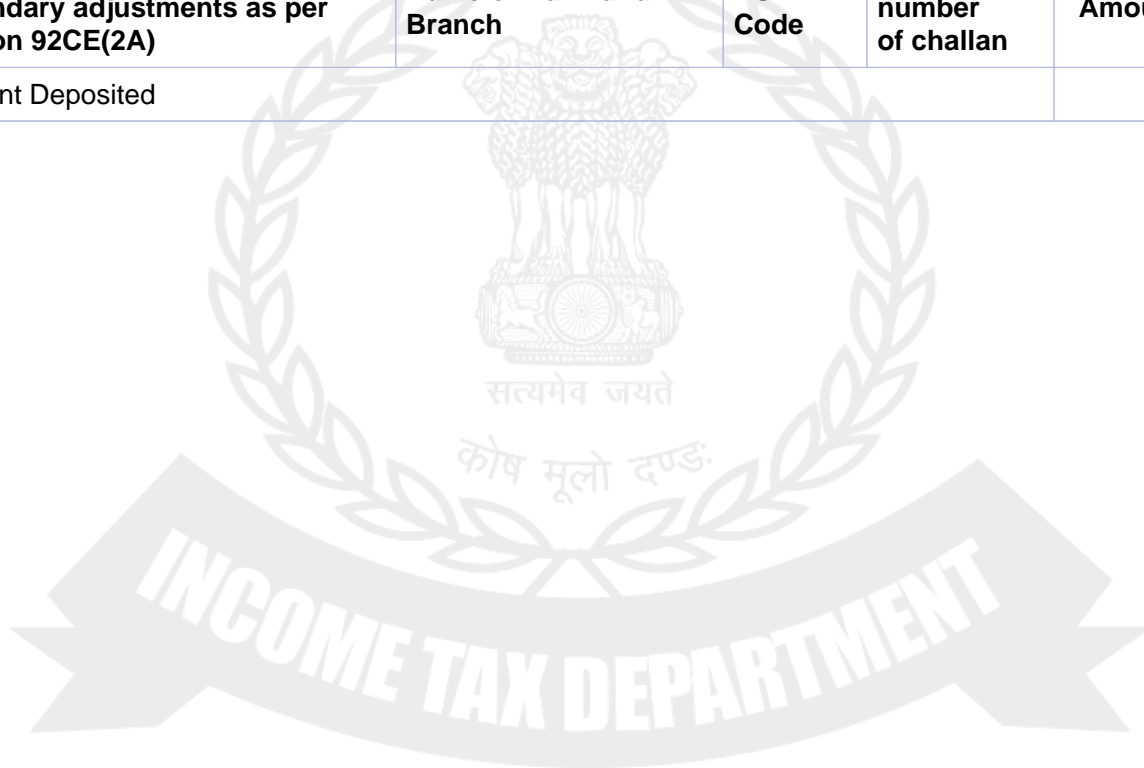 ndary adjustments as per
on 92CE(2A)
Branch
Code
number
of challan
Amou
nt Deposited
सत्यमेव जयते
कोष मूलो दण्डः
INCOME TAX DEPARTMENT